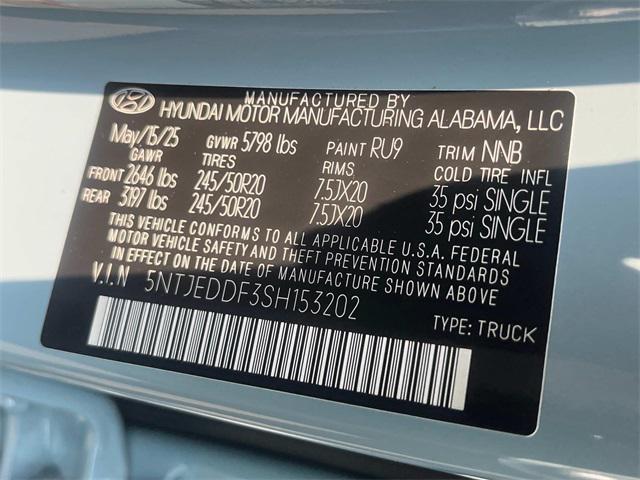 MANUFACTURED BY
HYUNDAI MOTOR MANUFACTURING ALABAMA, LLC
May/15/25 GVWR 5798 lbs PAINT RU9 TRIM NNB
GAWR TIRES RIMS COLD TIRE INFL
FRONT 2646 lbs 245/50R20 7.5JX20 35 psi SINGLE
REAR 3197 lbs 245/50R20 7.5JX20 35 psi SINGLE
THIS VEHICLE CONFORMS TO ALL APPLICABLE U.S.A. FEDERAL
MOTOR VEHICLE SAFETY AND THEFT PREVENTION STANDARDS
IN EFFECT ON THE DATE OF MANUFACTURE SHOWN ABOVE
V.I.N 5NTJEDDF3SH153202
TYPE: TRUCK